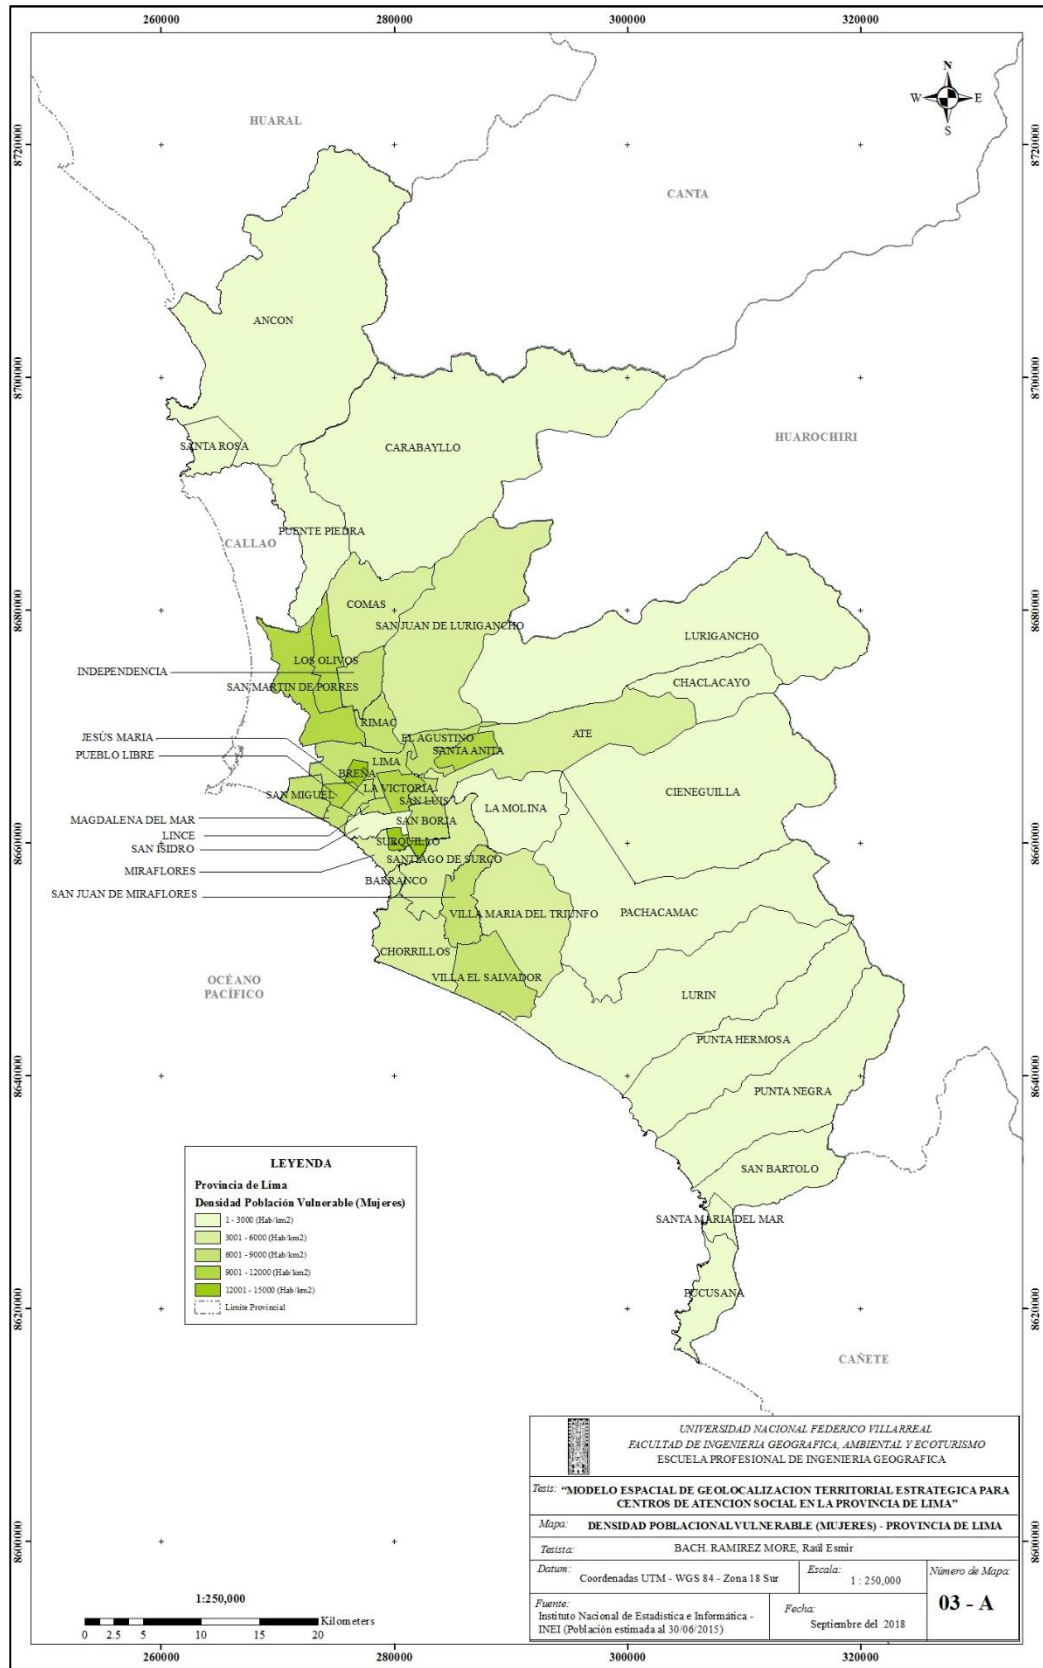 260000
280000
300000
320000
N
W
E
S
HUARAL
CANTA
8720000
8720000
ANCON
8700000
8700000
SANTA ROSA
CARABAYLLO
HUAROCHIRI
PUENTE PIEDRA
CALLAO
COMAS
8680000
8680000
SAN JUAN DE LURIGANCHO
LURIGANCHO
LOS OLIVOS
INDEPENDENCIA
CHACLACAYO
SAN MARTIN DE PORRES
RIMAC
JESÚS MARIA
EL AGUSTINO
ATE
SANTA ANITA
PUEBLO LIBRE
LIMA
BREÑA
LA VICTORIA
CIENEGUILLA
SAN MIGUEL
SAN LUIS
LA MOLINA
MAGDALENA DEL MAR
SAN BORJA
LINCE
SURQUILLO
8660000
8660000
SAN ISIDRO
SANTIAGO DE SURCO
MIRAFLORES
BARRANCO
SAN JUAN DE MIRAFLORES
VILLA MARIA DEL TRIUNFO
PACHACAMAC
CHORRILLOS
VILLA EL SALVADOR
OCÉANO
PACÍFICO
LURIN
PUNTA HERMOSA
8640000
8640000
PUNTA NEGRA
SAN BARTOLO
SANTA MARIA DEL MAR
PUCUSANA
8620000
8620000
CAÑETE
LEYENDA
Provincia de Lima
Densidad Población Vulnerable (Mujeres)
1 - 3000 (Hab/km2)
3001 - 6000 (Hab/km2)
6001 - 9000 (Hab/km2)
9001 - 12000 (Hab/km2)
12001 - 15000 (Hab/km2)
Limite Provincial
UNIVERSIDAD NACIONAL FEDERICO VILLARREAL
FACULTAD DE INGENIERIA GEOGRAFICA, AMBIENTAL Y ECOTURISMO
ESCUELA PROFESIONAL DE INGENIERIA GEOGRAFICA
Tesis: "MODELO ESPACIAL DE GEOLOCALIZACION TERRITORIAL ESTRATEGICA PARA
CENTROS DE ATENCION SOCIAL EN LA PROVINCIA DE LIMA"
Mapa: DENSIDAD POBLACIONAL VULNERABLE (MUJERES) - PROVINCIA DE LIMA
Tesista: BACH. RAMIREZ MORE, Raúl Esmir
Datum: Coordenadas UTM - WGS 84 - Zona 18 Sur
Escala: 1 : 250,000
Número de Mapa:
03 - A
Fuente:
Instituto Nacional de Estadística e Informática -
INEI (Población estimada al 30/06/2015)
Fecha:
Septiembre del 2018
8600000
8600000
1:250,000
Kilometers
0 2.5 5 10 15 20
260000
280000
300000
320000